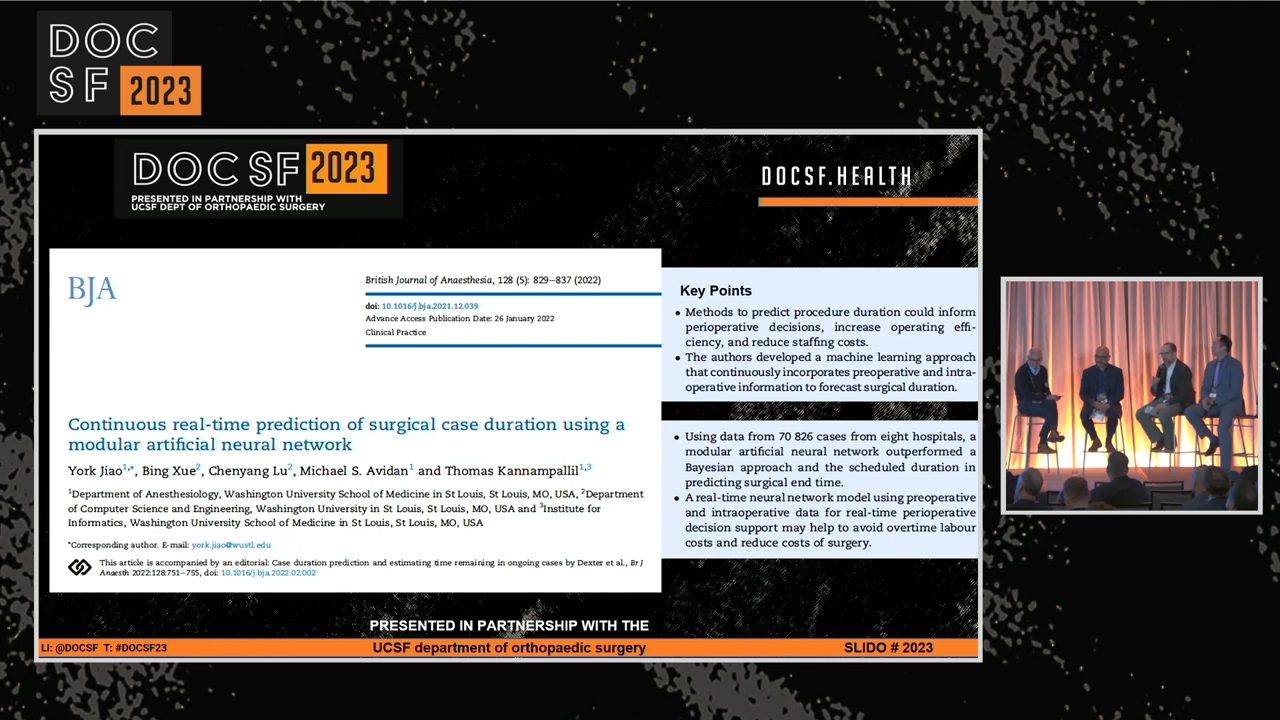 DOC
SF 2023
DOC SF 2023
PRESENTED IN PARTNERSHIP WITH
UCSF DEPT OF ORTHOPAEDIC SURGERY
DOCSF.HEALTH
BJA
British Journal of Anaesthesia, 128 (5): 829–837 (2022)
doi: 10.1016/j.bja.2021.12.039
Advance Access Publication Date: 26 January 2022
Clinical Practice
Continuous real-time prediction of surgical case duration using a
modular artificial neural network
York Jiao1,*, Bing Xue2, Chenyang Lu2, Michael S. Avidan1 and Thomas Kannampallil1,3
1Department of Anesthesiology, Washington University School of Medicine in St Louis, St Louis, MO, USA, 2Department
of Computer Science and Engineering, Washington University in St Louis, St Louis, MO, USA and 3Institute for
Informatics, Washington University School of Medicine in St Louis, St Louis, MO, USA
*Corresponding author. E-mail: york.jiao@wustl.edu
This article is accompanied by an editorial: Case duration prediction and estimating time remaining in ongoing cases by Dexter et al., Br J
Anaesth 2022:128:751–755, doi: 10.1016/j.bja.2022.02.002
Key Points
• Methods to predict procedure duration could inform
perioperative decisions, increase operating effi-
ciency, and reduce staffing costs.
• The authors developed a machine learning approach
that continuously incorporates preoperative and intra-
operative information to forecast surgical duration.
• Using data from 70 826 cases from eight hospitals, a
modular artificial neural network outperformed a
Bayesian approach and the scheduled duration in
predicting surgical end time.
• A real-time neural network model using preoperative
and intraoperative data for real-time perioperative
decision support may help to avoid overtime labour
costs and reduce costs of surgery.
PRESENTED IN PARTNERSHIP WITH THE
LI: @DOCSF T: #DOCSF23
UCSF department of orthopaedic surgery
SLIDO # 2023